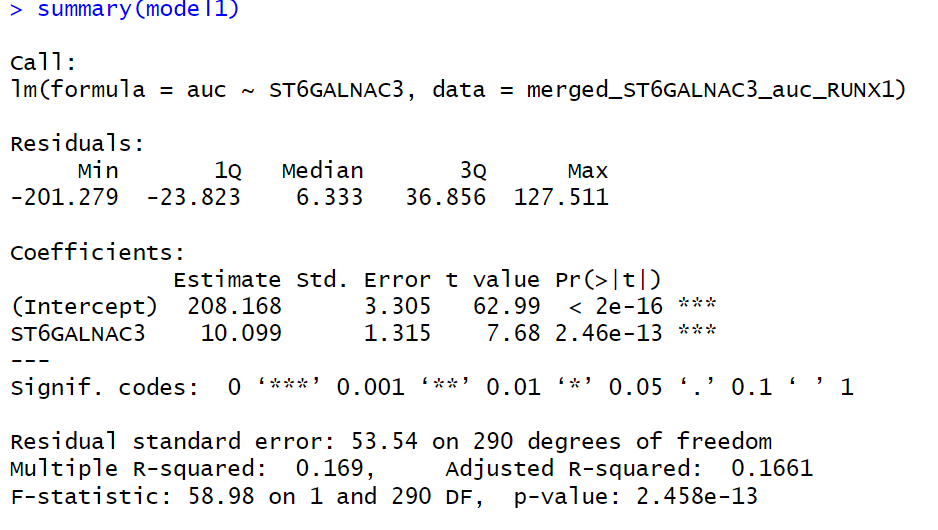 > summary(model1)
Call:
lm(formula = auc ~ ST6GALNAC3, data = merged_ST6GALNAC3_auc_RUNX1)
Residuals:
     Min       1Q   Median       3Q      Max
-201.279  -23.823    6.333   36.856  127.511
Coefficients:
            Estimate Std. Error t value Pr(>|t|)
(Intercept)  208.168      3.305   62.99  < 2e-16 ***
ST6GALNAC3    10.099      1.315    7.68 2.46e-13 ***
---
Signif. codes:  0 ‘***’ 0.001 ‘**’ 0.01 ‘*’ 0.05 ‘.’ 0.1 ‘ ’ 1
Residual standard error: 53.54 on 290 degrees of freedom
Multiple R-squared:  0.169,     Adjusted R-squared:  0.1661
F-statistic: 58.98 on 1 and 290 DF,  p-value: 2.458e-13